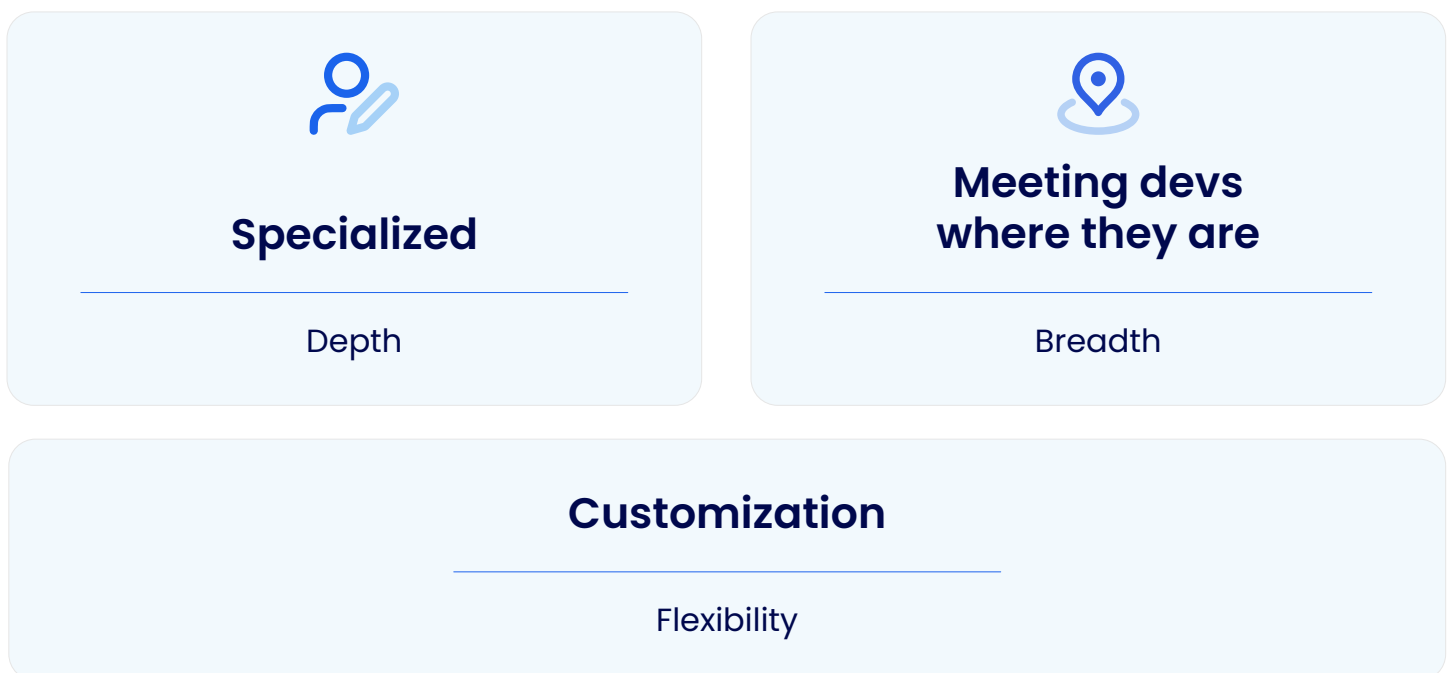 Specialized
Depth
Meeting devs
where they are
Breadth
Customization
Flexibility